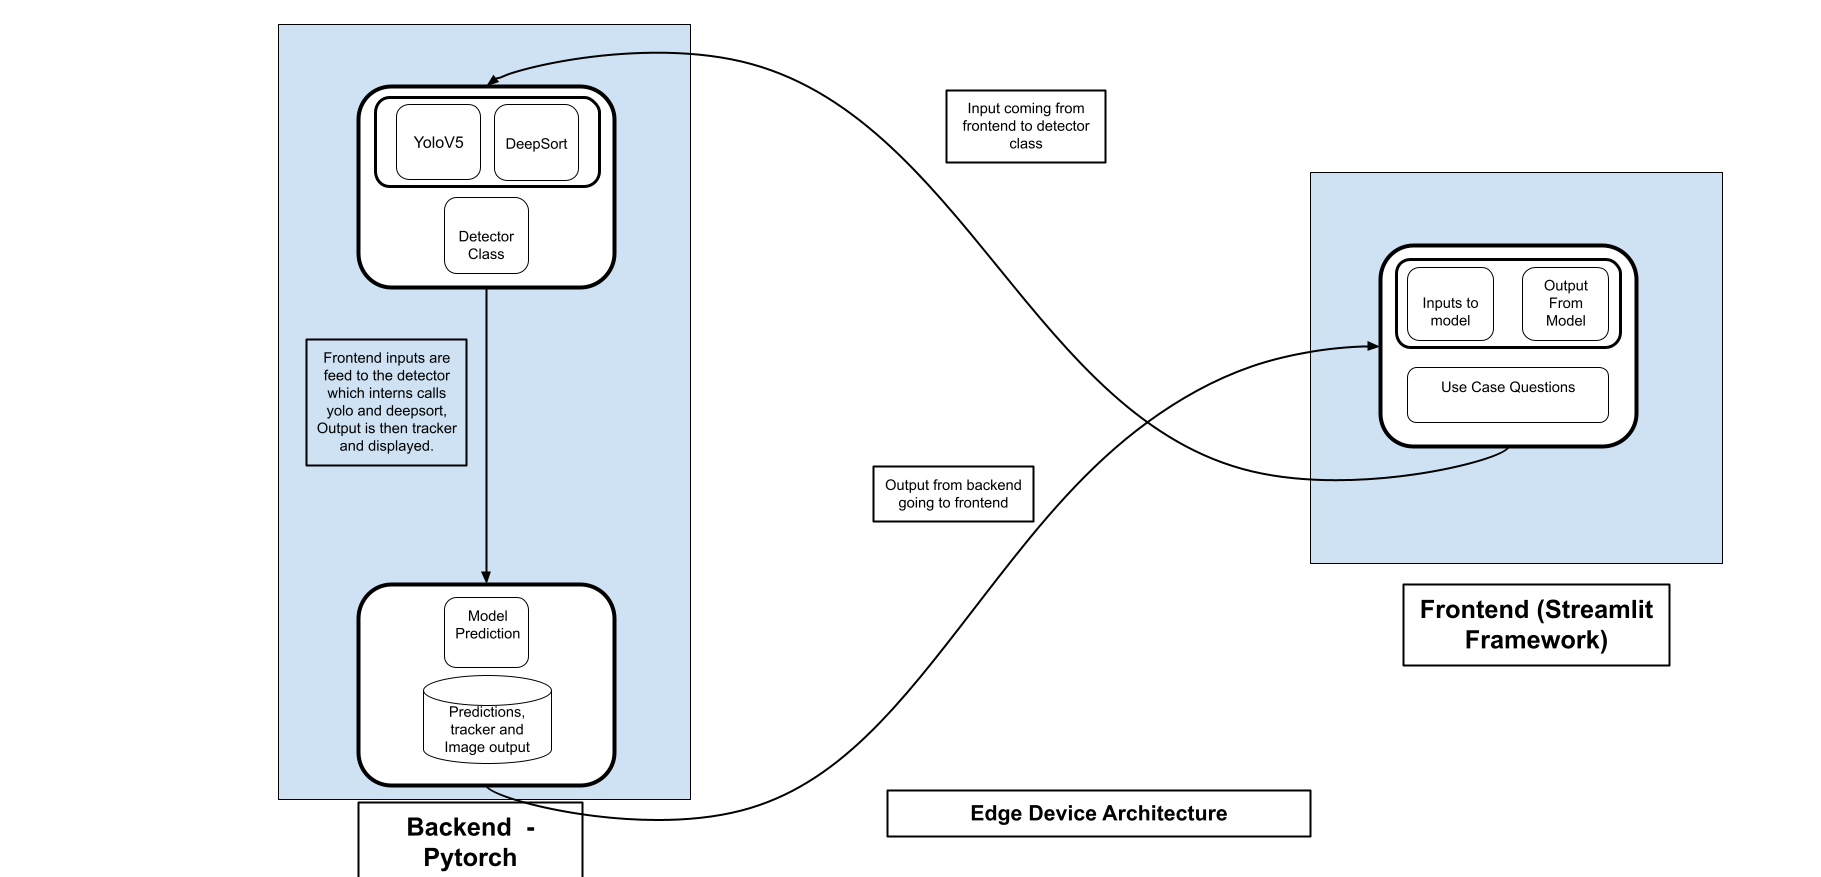 YoloV5
DeepSort
Detector
Class
Frontend inputs are
feed to the detector
which interns calls
yolo and deepsort,
Output is then tracker
and displayed.
Model
Prediction
Predictions,
tracker and
Image output
Backend  -
Pytorch
Input coming from
frontend to detector
class
Output from backend
going to frontend
Inputs to
model
Output
From
Model
Use Case Questions
Frontend (Streamlit
Framework)
Edge Device Architecture